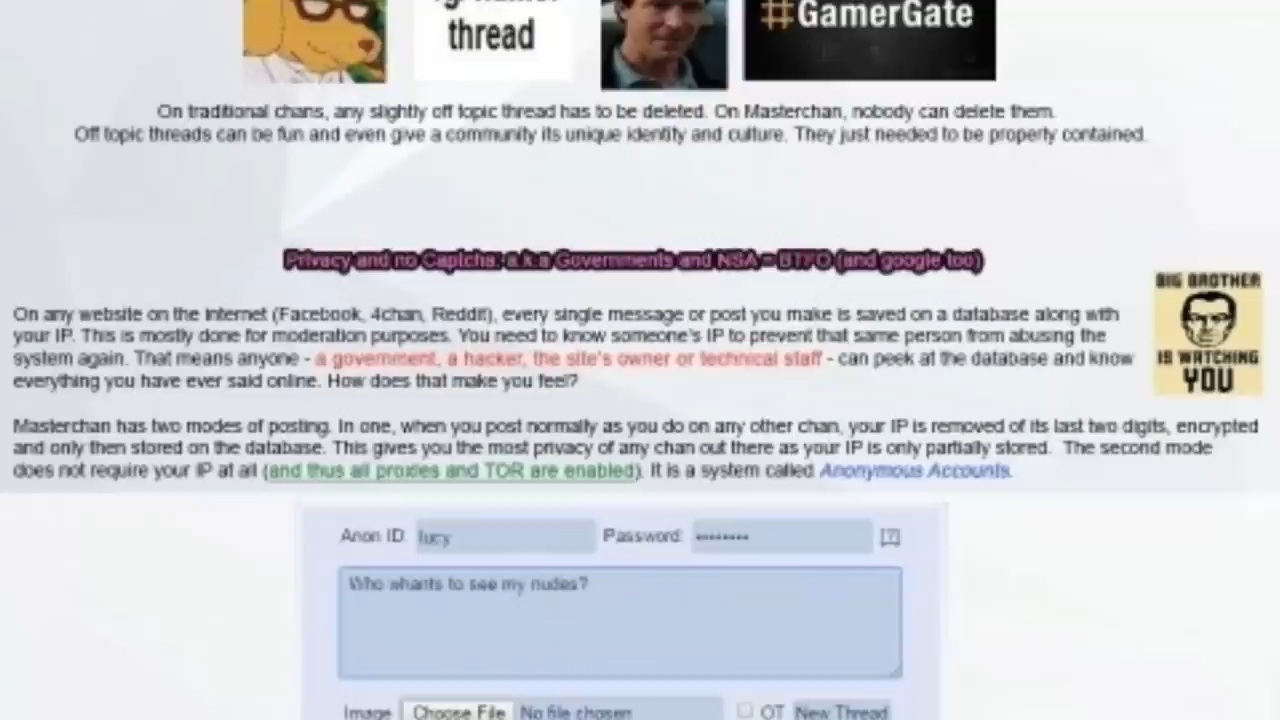 thread
#GamerGate
On traditional chans, any slightly off topic thread has to be deleted. On Masterchan, nobody can delete them.
Off topic threads can be fun and even give a community its unique identity and culture. They just needed to be properly contained.
Privacy and no Captcha: a.k.a Governments and NSA = BTFO (and google too)
On any website on the internet (Facebook, 4chan, Reddit), every single message or post you make is saved on a database along with
your IP. This is mostly done for moderation purposes. You need to know someone's IP to prevent that same person from abusing the
system again. That means anyone - a government, a hacker, the site's owner or technical staff - can peek at the database and know
everything you have ever said online. How does that make you feel?
BIG BROTHER
IS WATCHING
YOU
Masterchan has two modes of posting. In one, when you post normally as you do on any other chan, your IP is removed of its last two digits, encrypted
and only then stored on the database. This gives you the most privacy of any chan out there as your IP is only partially stored. The second mode
does not require your IP at all (and thus all proxies and TOR are enabled). It is a system called Anonymous Accounts.
Anon ID: lucy Password: •••••••• [?]
Who whants to see my nudes?
Image Choose File No file chosen OT New Thread